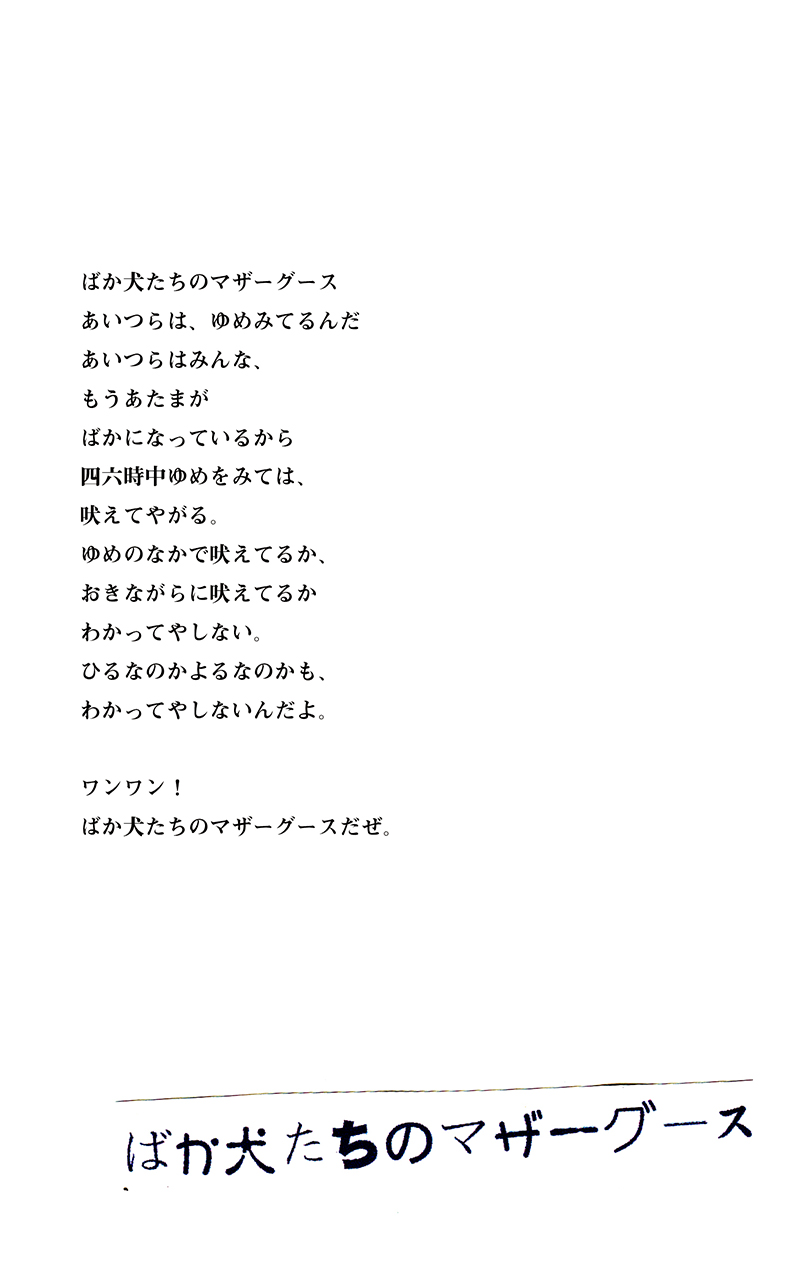 ばか犬たちのマザーグース
あいつらは、ゆめみてるんだ
あいつらはみんな、
もうあたまが
ばかになっているから
四六時中ゆめをみては、
吠えてやがる。
ゆめのなかで吠えてるか、
おきながらに吠えてるか
わかってやしない。
ひるなのかよるなのかも、
わかってやしないんだよ。
ワンワン！
ばか犬たちのマザーグースだぜ。
ばか犬たちのマザーグース